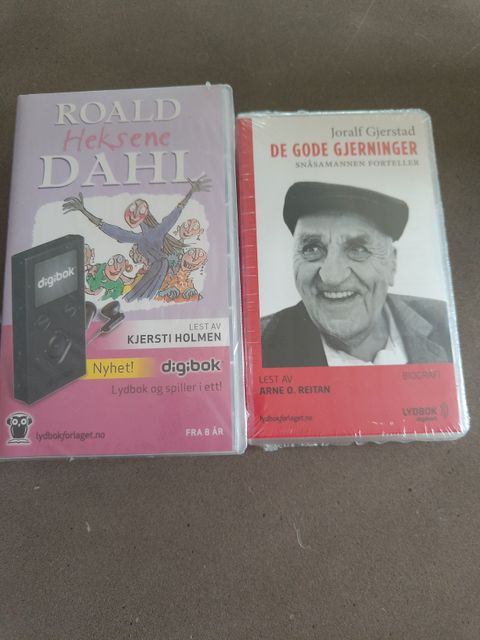 ROALD
Heksene
DAHL
digibok
LEST AV
KJERSTI HOLMEN
Nyhet!
digibok
Lydbok og spiller i ett!
lydbokforlaget.no
FRA 8 ÅR
Joralf Gjerstad
DE GODE GJERNINGER
SNÅSAMANNEN FORTELLER
LEST AV
ARNE O. REITAN
BIOGRAFI
lydbokforlaget.no
LYDBOK
digibok